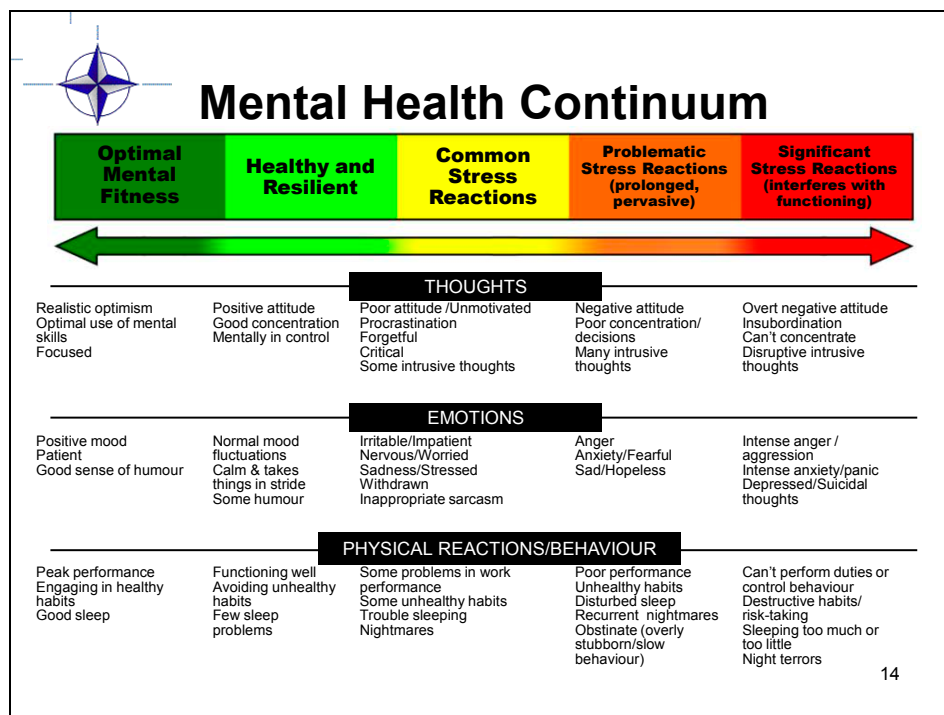 Mental Health Continuum
Optimal
Mental
Fitness
Healthy and
Resilient
Common
Stress
Reactions
Problematic
Stress Reactions
(prolonged,
pervasive)
Significant
Stress Reactions
(interferes with
functioning)
THOUGHTS
Realistic optimism
Optimal use of mental
skills
Focused
Positive attitude
Good concentration
Mentally in control
Poor attitude /Unmotivated
Procrastination
Forgetful
Critical
Some intrusive thoughts
Negative attitude
Poor concentration/
decisions
Many intrusive
thoughts
Overt negative attitude
Insubordination
Can't concentrate
Disruptive intrusive
thoughts
EMOTIONS
Positive mood
Patient
Good sense of humour
Normal mood
fluctuations
Calm & takes
things in stride
Some humour
Irritable/Impatient
Nervous/Worried
Sadness/Stressed
Withdrawn
Inappropriate sarcasm
Anger
Anxiety/Fearful
Sad/Hopeless
Intense anger /
aggression
Intense anxiety/panic
Depressed/Suicidal
thoughts
PHYSICAL REACTIONS/BEHAVIOUR
Peak performance
Engaging in healthy
habits
Good sleep
Functioning well
Avoiding unhealthy
habits
Few sleep
problems
Some problems in work
performance
Some unhealthy habits
Trouble sleeping
Nightmares
Poor performance
Unhealthy habits
Disturbed sleep
Recurrent nightmares
Obstinate (overly
stubborn/slow
behaviour)
Can't perform duties or
control behaviour
Destructive habits/
risk-taking
Sleeping too much or
too little
Night terrors
14